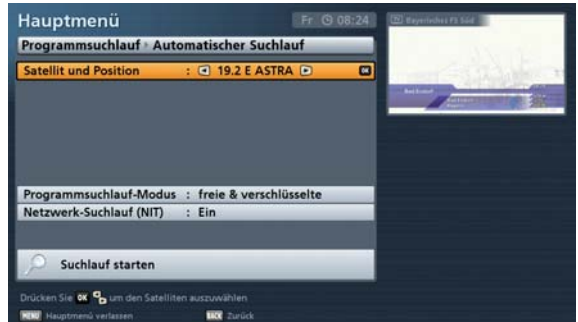 Hauptmenü
Fr 08:24
Bayerisches FS Süd
Programmsuchlauf › Automatischer Suchlauf
Satellit und Position : 19.2 E ASTRA OK
Programmsuchlauf-Modus : freie & verschlüsselte
Netzwerk-Suchlauf (NIT) : Ein
Suchlauf starten
Drücken Sie OK um den Satelliten auszuwählen
MENU Hauptmenü verlassen BACK Zurück